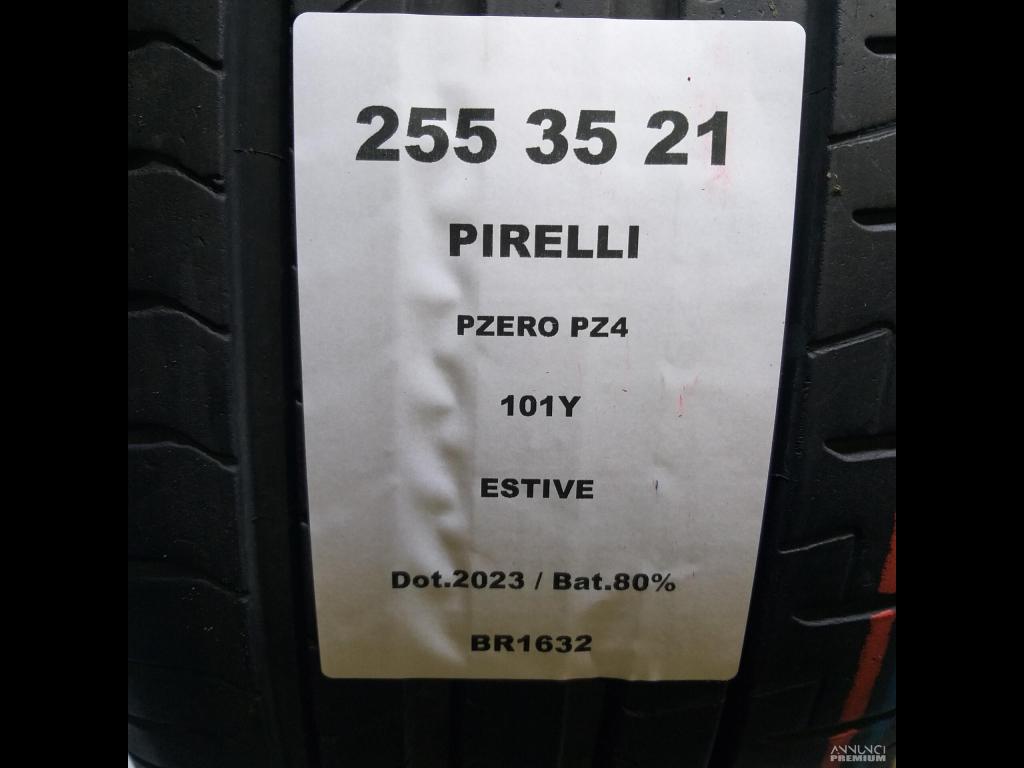 255 35 21
PIRELLI
PZERO PZ4
101Y
ESTIVE
Dot.2023 / Bat.80%
BR1632
ANNUNCI
PREMIUM